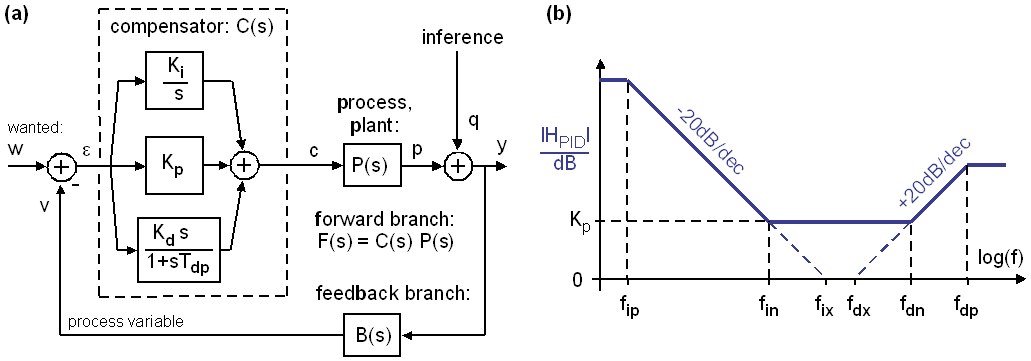 (a)
compensator: C(s)
K_i
s
K_p
K_d s
1+sT_dp
wanted:
w
+
ε
-
v
+
c
process,
plant:
P(s)
p
inference
q
+
y
forward branch:
F(s) = C(s) P(s)
feedback branch:
B(s)
process variable
(b)
|H_PID|
dB
-20dB/dec
+20dB/dec
K_p
log(f)
0
f_ip
f_in
f_ix
f_dx
f_dn
f_dp